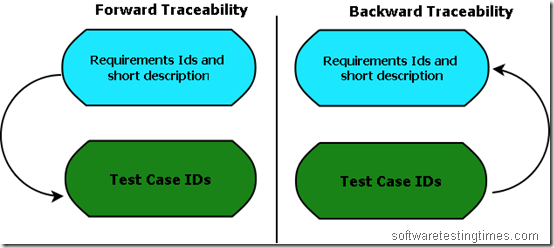 Forward Traceability
Requirements Ids and
short description
Test Case IDs
Backward Traceability
Requirements Ids and
short description
Test Case IDs
softwaretestingtimes.com